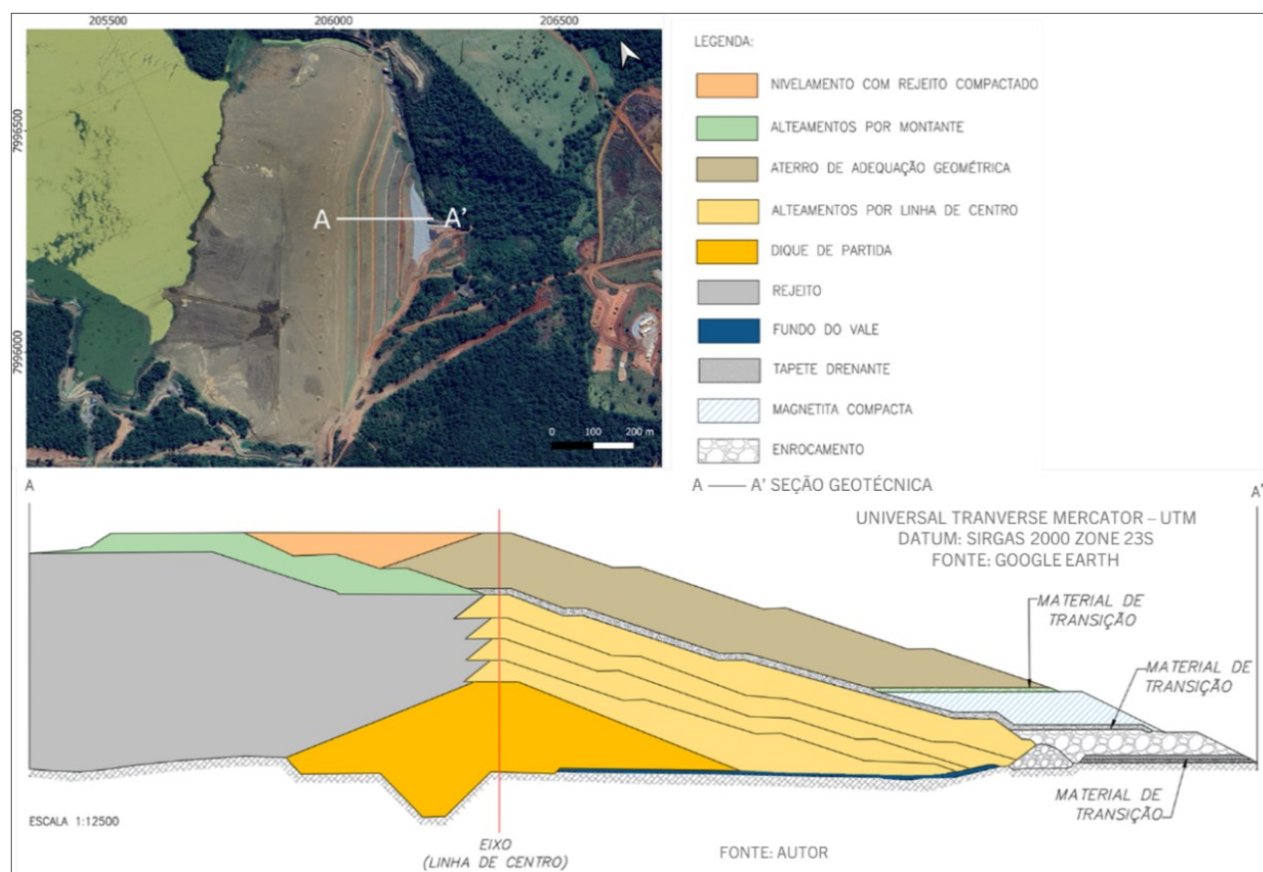 205500
206000
206500
7996500
7996000
A
A'
0 100 200 m
LEGENDA:
NIVELAMENTO COM REJEITO COMPACTADO
ALTEAMENTOS POR MONTANTE
ATERRO DE ADEQUAÇÃO GEOMÉTRICA
ALTEAMENTOS POR LINHA DE CENTRO
DIQUE DE PARTIDA
REJEITO
FUNDO DO VALE
TAPETE DRENANTE
MAGNETITA COMPACTA
ENROCAMENTO
A A' SEÇÃO GEOTÉCNICA
UNIVERSAL TRANVERSE MERCATOR – UTM
DATUM: SIRGAS 2000 ZONE 23S
FONTE: GOOGLE EARTH
A
A'
MATERIAL DE
TRANSIÇÃO
MATERIAL DE
TRANSIÇÃO
MATERIAL DE
TRANSIÇÃO
ESCALA 1:12500
EIXO
(LINHA DE CENTRO)
FONTE: AUTOR